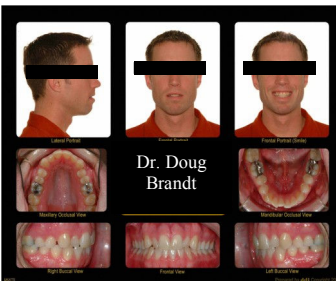 Lateral Portrait
Frontal Portrait
Frontal Portrait (Smile)
Dr. Doug
Brandt
Maxillary Occlusal View
Mandibular Occlusal View
Right Buccal View
Frontal View
Left Buccal View